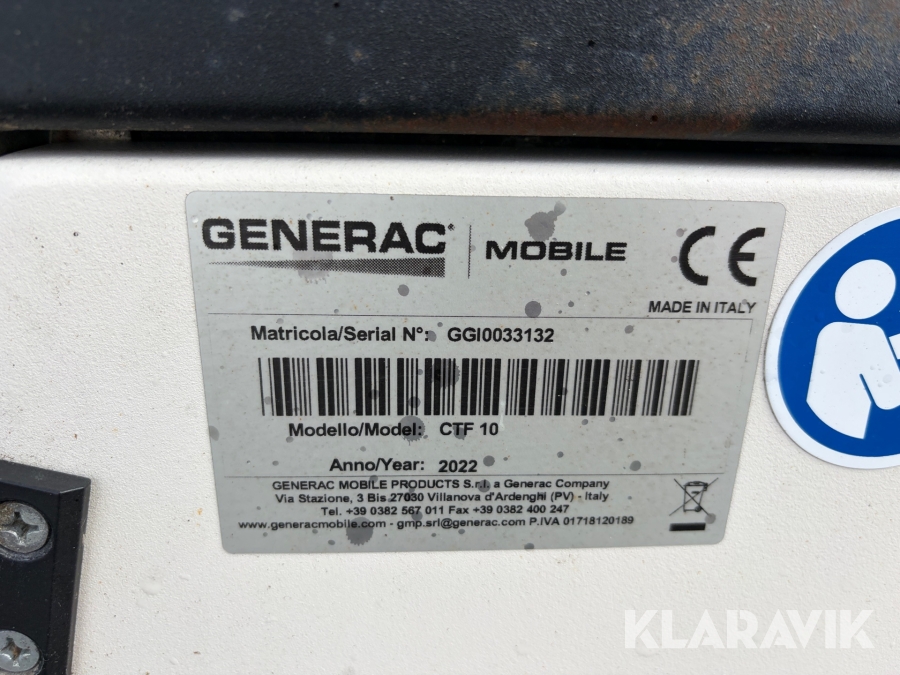 GENERAC® | MOBILE CE
MADE IN ITALY
Matricola/Serial N°: GGI0033132
Modello/Model: CTF 10
Anno/Year: 2022
GENERAC MOBILE PRODUCTS S.r.l. a Generac Company
Via Stazione, 3 Bis 27030 Villanova d'Ardenghi (PV) - Italy
Tel. +39 0382 567 011 Fax +39 0382 400 247
www.generacmobile.com - gmp.srl@generac.com P.IVA 01718120189
KLARAVIK